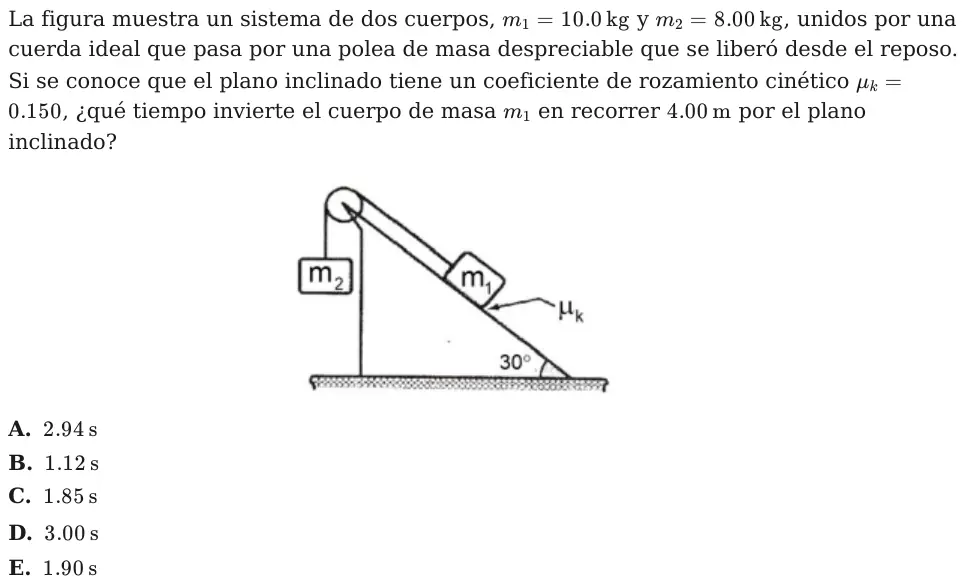 La figura muestra un sistema de dos cuerpos, m₁ = 10.0 kg y m₂ = 8.00 kg, unidos por una
cuerda ideal que pasa por una polea de masa despreciable que se liberó desde el reposo.
Si se conoce que el plano inclinado tiene un coeficiente de rozamiento cinético μₖ =
0.150, ¿qué tiempo invierte el cuerpo de masa m₁ en recorrer 4.00 m por el plano
inclinado?
m₂
m₁
μₖ
30°
A. 2.94 s
B. 1.12 s
C. 1.85 s
D. 3.00 s
E. 1.90 s